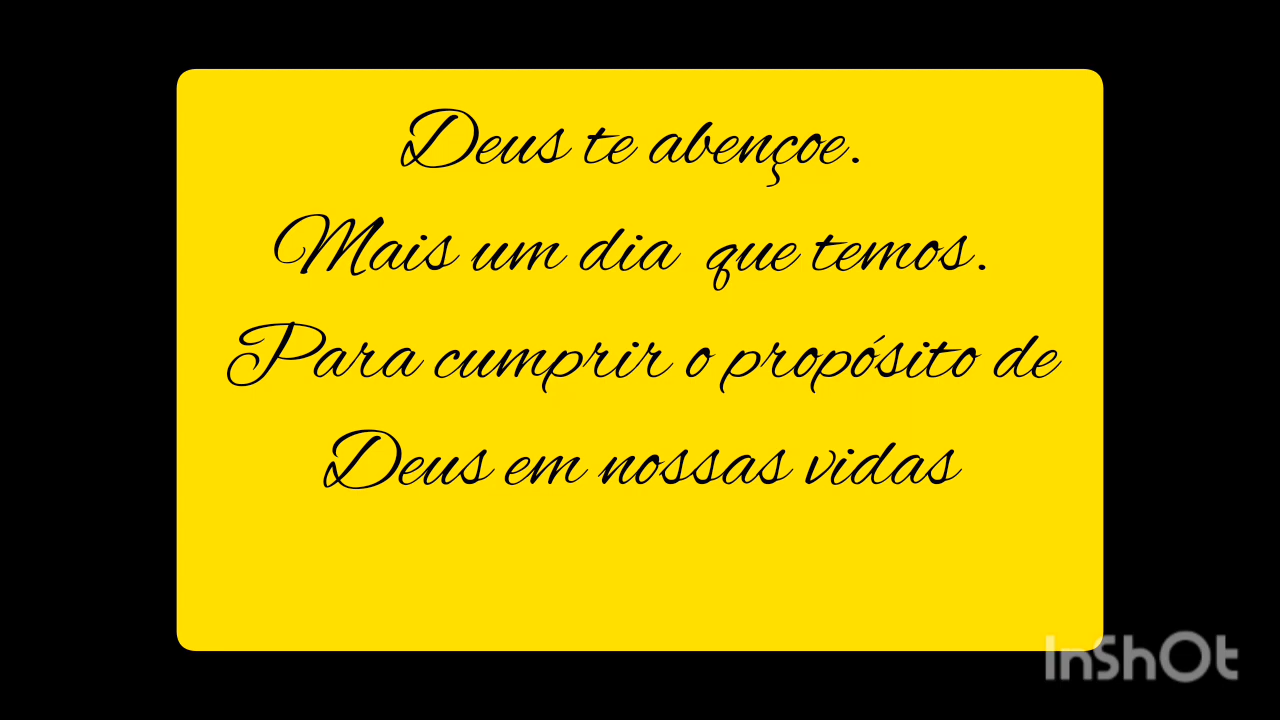 Deus te abençoe.
Mais um dia que temos.
Para cumprir o propósito de
Deus em nossas vidas
InShOt